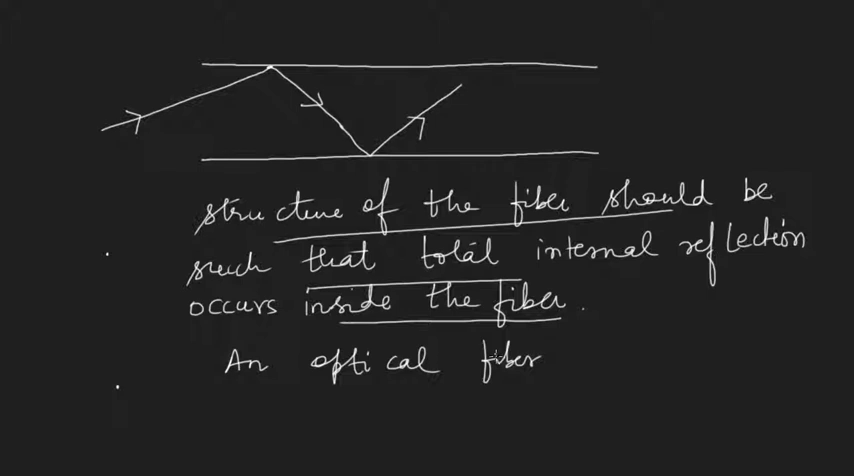 structure of the fiber should be
such that total internal reflection
occurs inside the fiber.
An optical fiber